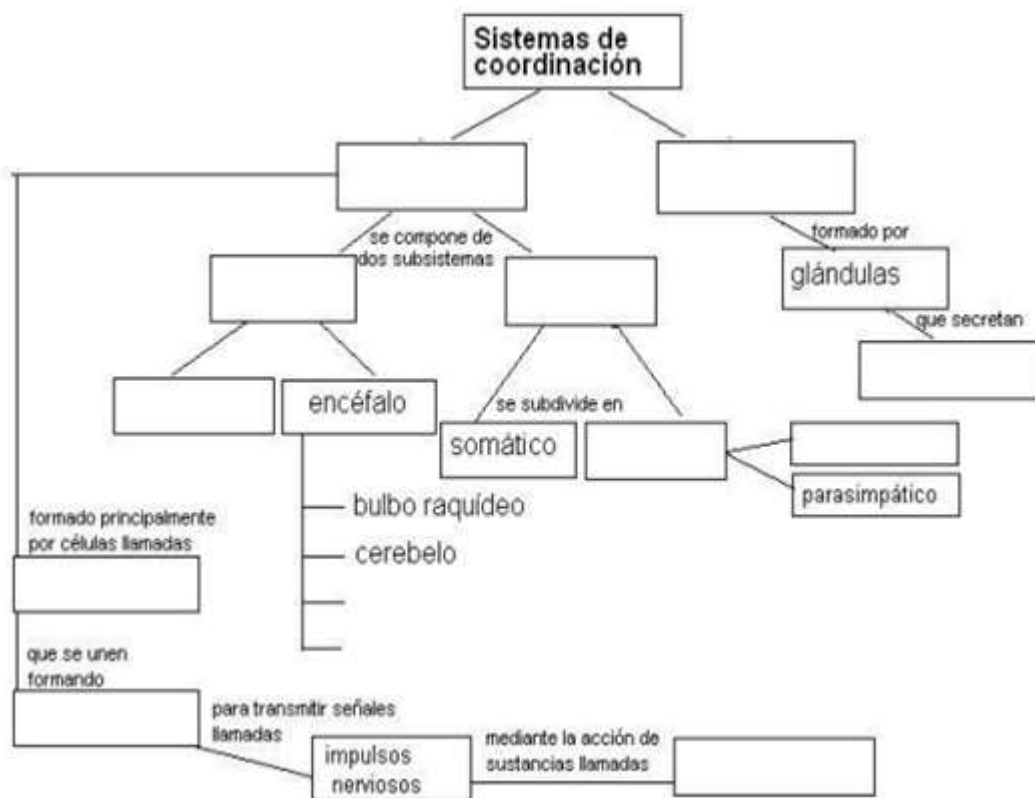 Sistemas de
coordinación
se compone de
dos subsistemas
formado por
glándulas
que secretan
encéfalo
se subdivide en
somático
parasimpático
bulbo raquídeo
cerebelo
formado principalmente
por células llamadas
que se unen
formando
para transmitir señales
llamadas
impulsos
nerviosos
mediante la acción de
sustancias llamadas